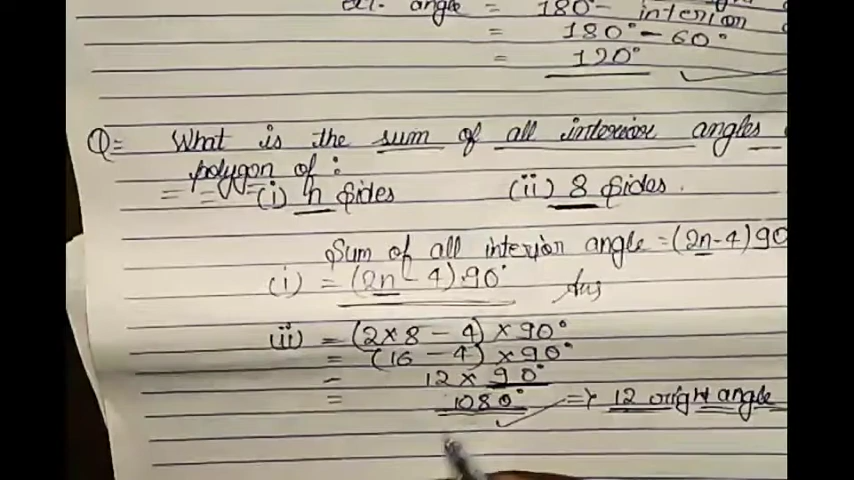 ext. angle = 180°- interior
= 180° - 60°
= 120°
Q= What is the sum of all interior angles
polygon of :
(i) n sides (ii) 8 sides.
Sum of all interior angle = (2n-4)90
(i) = (2n - 4).90° Ans
(ii) = (2×8 - 4) × 90°
= (16 - 4) × 90°
= 12 × 90°
= 1080° => 12 right angle